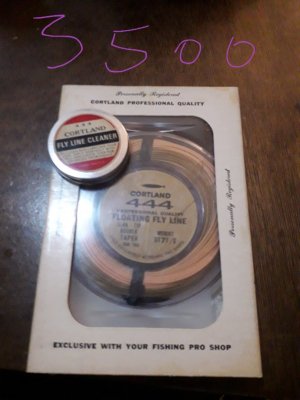 3500
Personally Registered
CORTLAND PROFESSIONAL QUALITY
444
CORTLAND
FLY LINE CLEANER
Personally Registered
CORTLAND
444
PROFESSIONAL QUALITY
FLOATING FLY LINE
DOUBLE
TAPER
WEIGHT
EXCLUSIVE WITH YOUR FISHING PRO SHOP